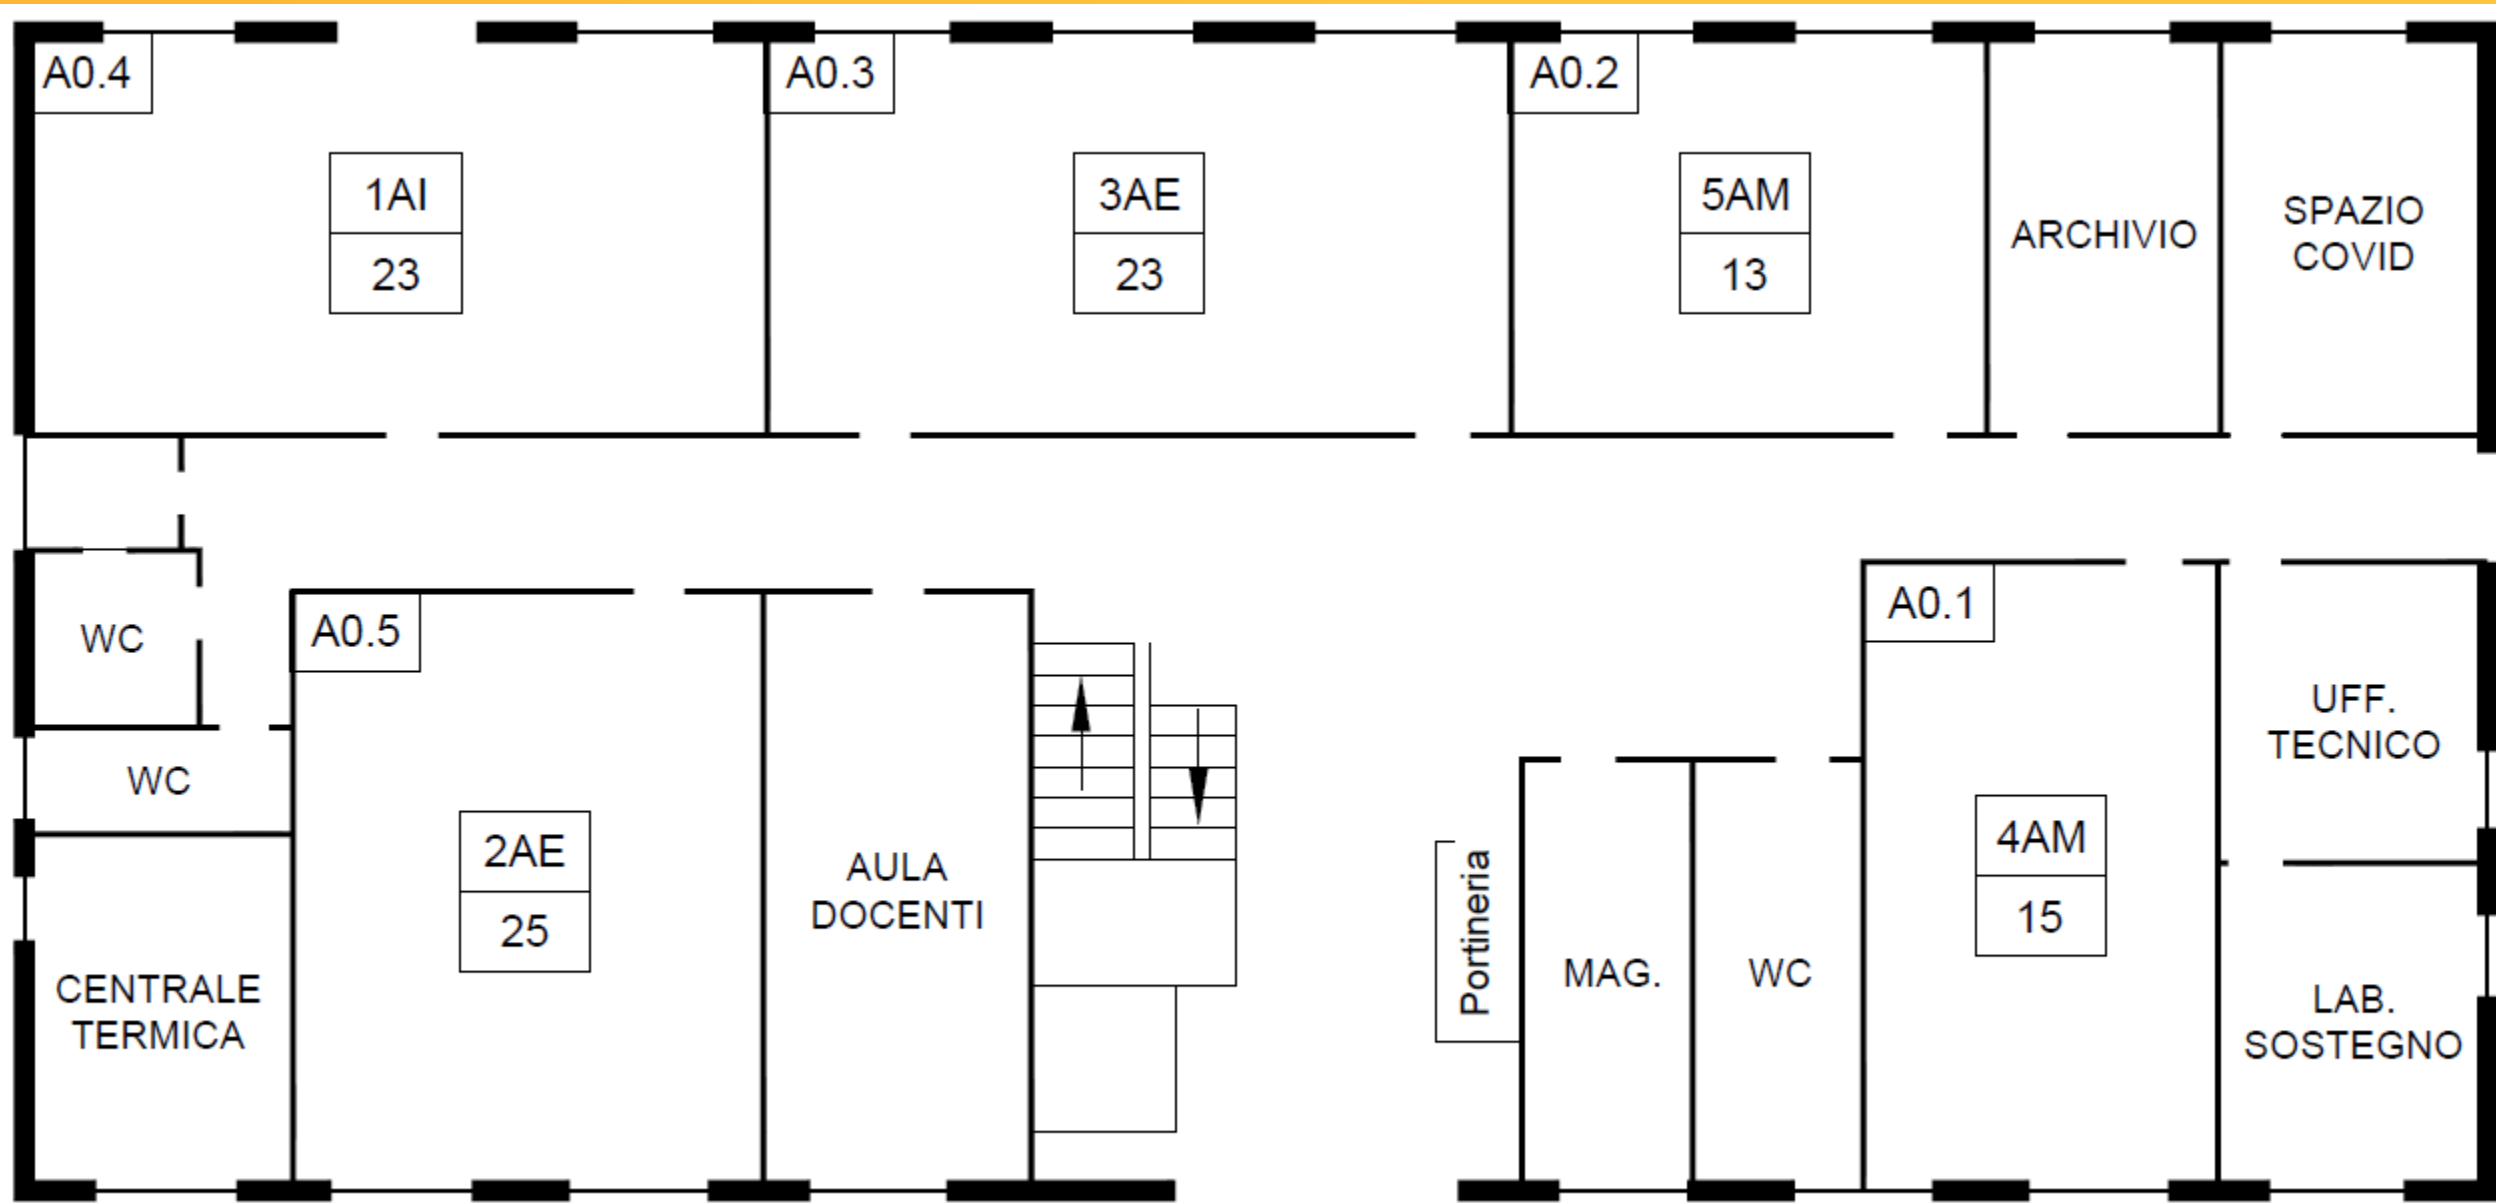 A0.4
A0.3
A0.2
1AI
23
3AE
23
5AM
13
ARCHIVIO
SPAZIO
COVID
WC
WC
CENTRALE
TERMICA
A0.5
2AE
25
AULA
DOCENTI
Portineria
MAG.
WC
A0.1
4AM
15
UFF.
TECNICO
LAB.
SOSTEGNO